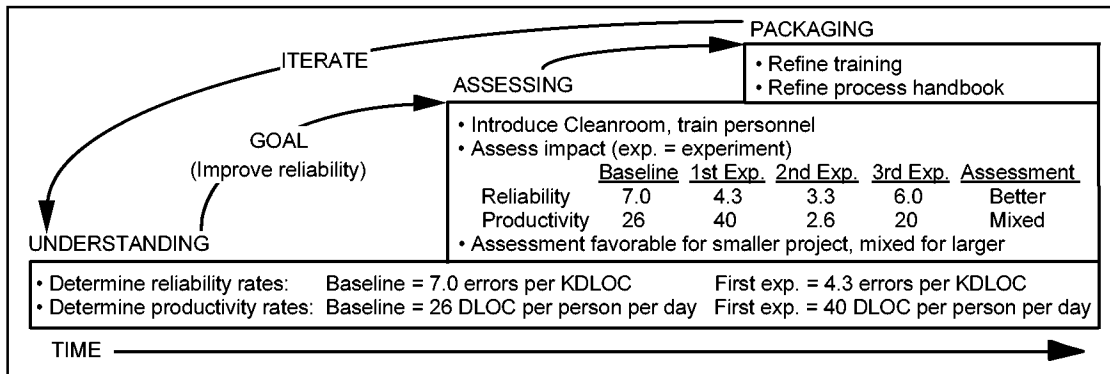 PACKAGING
• Refine training
• Refine process handbook
ITERATE
ASSESSING
• Introduce Cleanroom, train personnel
• Assess impact (exp. = experiment)
Baseline 1st Exp. 2nd Exp. 3rd Exp. Assessment
Reliability 7.0 4.3 3.3 6.0 Better
Productivity 26 40 2.6 20 Mixed
• Assessment favorable for smaller project, mixed for larger
GOAL
(Improve reliability)
UNDERSTANDING
• Determine reliability rates: Baseline = 7.0 errors per KDLOC First exp. = 4.3 errors per KDLOC
• Determine productivity rates: Baseline = 26 DLOC per person per day First exp. = 40 DLOC per person per day
TIME